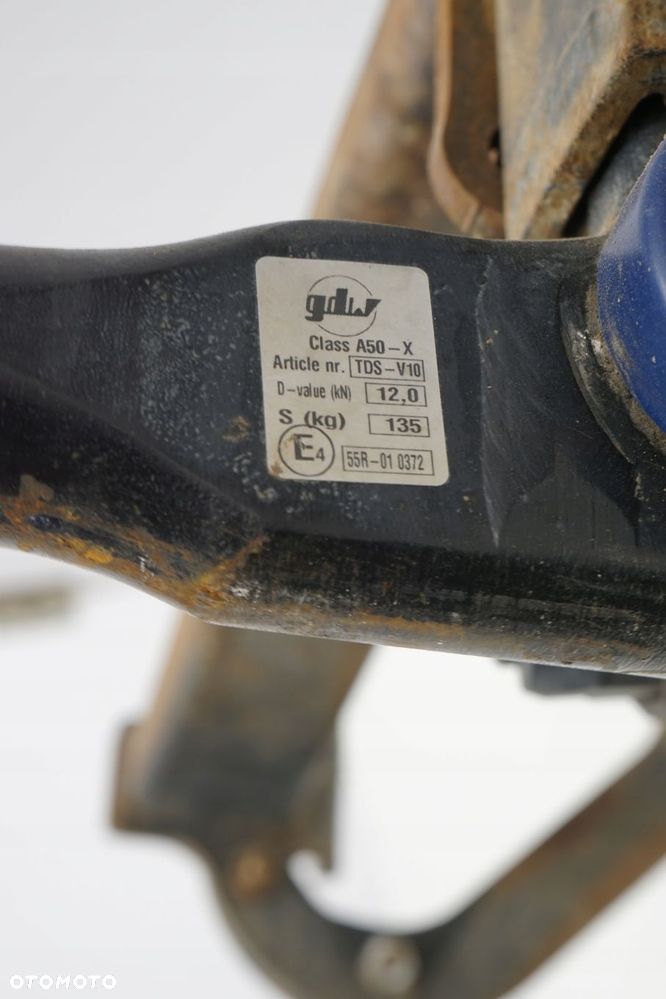 gdw
Class A50-X
Article nr. TDS-V10
D-value (kN) 12,0
S (kg) 135
E4 55R-01 0372
OTOMOTO